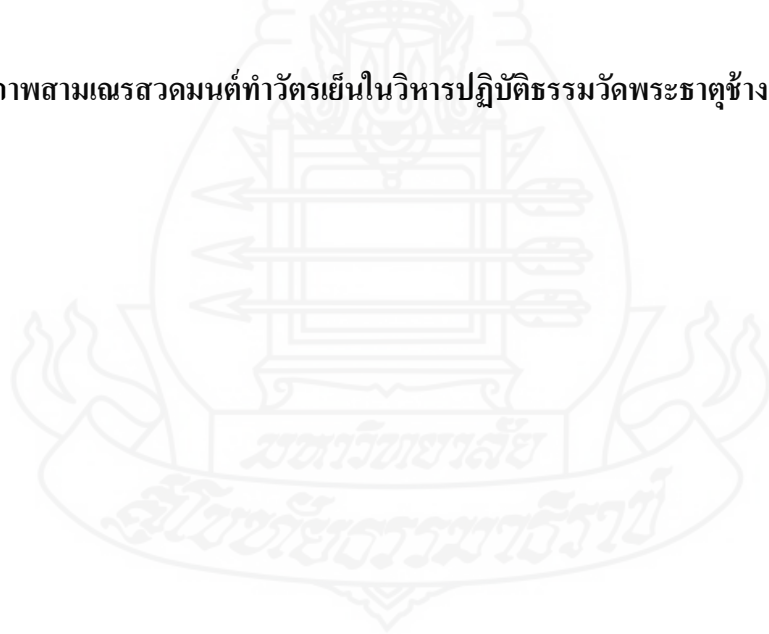 าพสามเณรสวดมนต์ทำวัตรเย็นในวิหารปฏิบัติธรรมวัดพระธาตุช้าง
มหาวิทยาลัย
สุโขทัยธรรมาธิราช